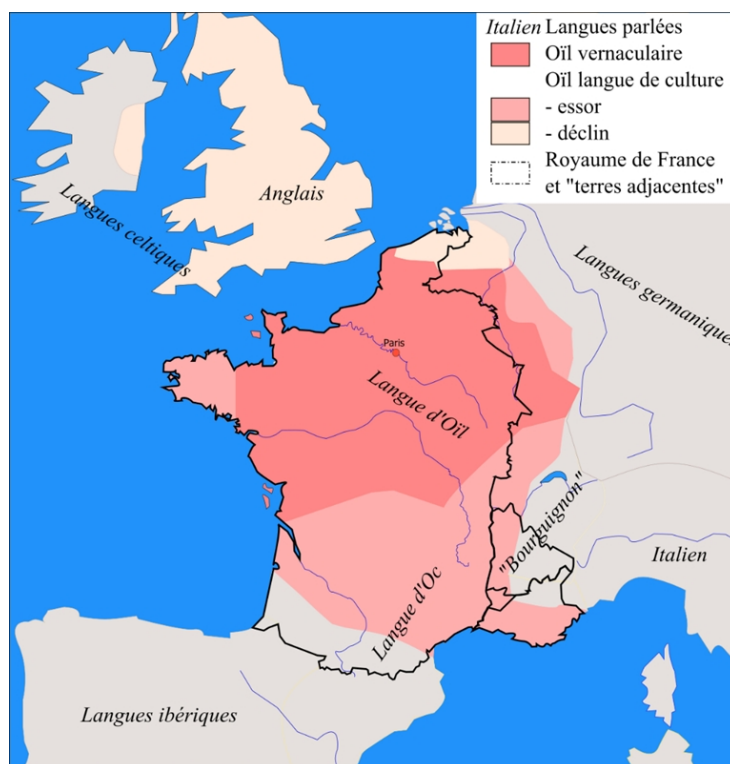 Italien Langues parlées
Oïl vernaculaire
Oïl langue de culture
- essor
- déclin
Royaume de France
et "terres adjacentes"
Anglais
Langues celtiques
Langues germaniques
Paris
Langue d'Oïl
"Bourguignon"
Italien
Langue d'Oc
Langues ibériques